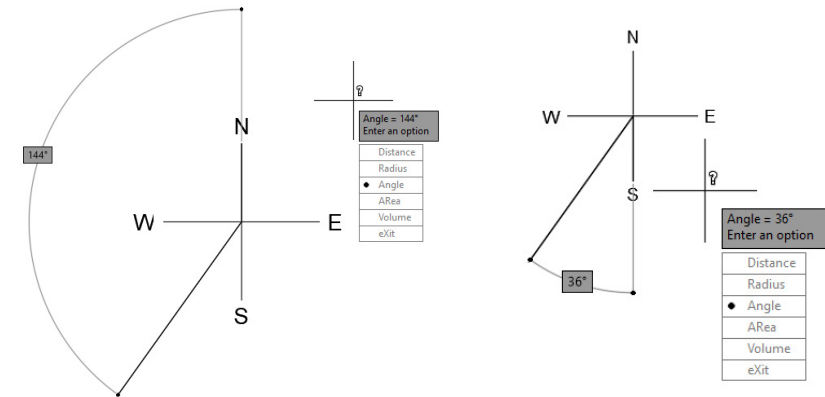 N
144°
W
E
S
Angle = 144°
Enter an option
Distance
Radius
Angle
ARea
Volume
eXit
N
W
E
S
36°
Angle = 36°
Enter an option
Distance
Radius
Angle
ARea
Volume
eXit